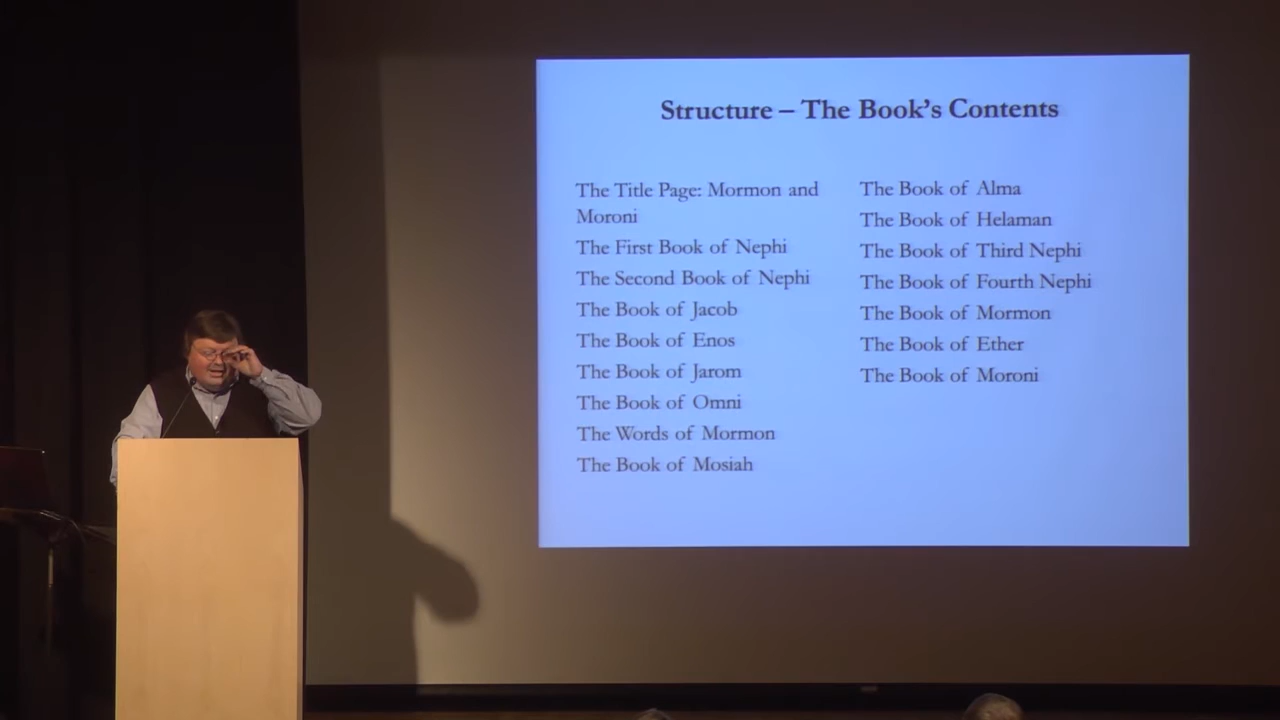 Structure – The Book's Contents
The Title Page: Mormon and
Moroni
The First Book of Nephi
The Second Book of Nephi
The Book of Jacob
The Book of Enos
The Book of Jarom
The Book of Omni
The Words of Mormon
The Book of Mosiah
The Book of Alma
The Book of Helaman
The Book of Third Nephi
The Book of Fourth Nephi
The Book of Mormon
The Book of Ether
The Book of Moroni